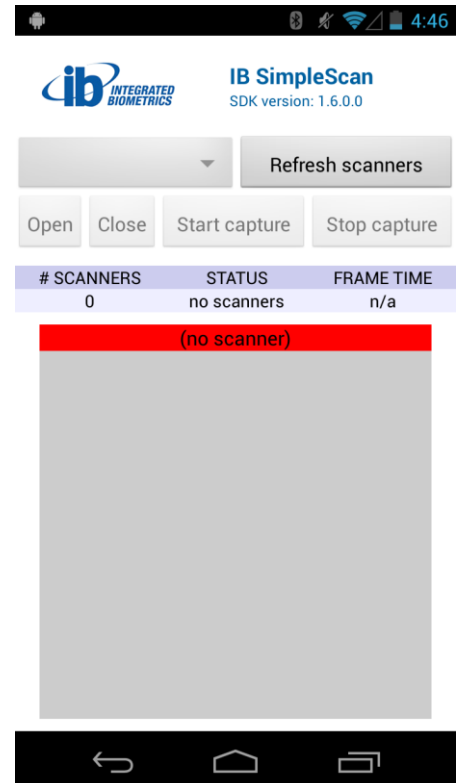 4:46
ib INTEGRATED
BIOMETRICS
IB SimpleScan
SDK version: 1.6.0.0
Refresh scanners
Open Close Start capture Stop capture
# SCANNERS STATUS FRAME TIME
0 no scanners n/a
(no scanner)